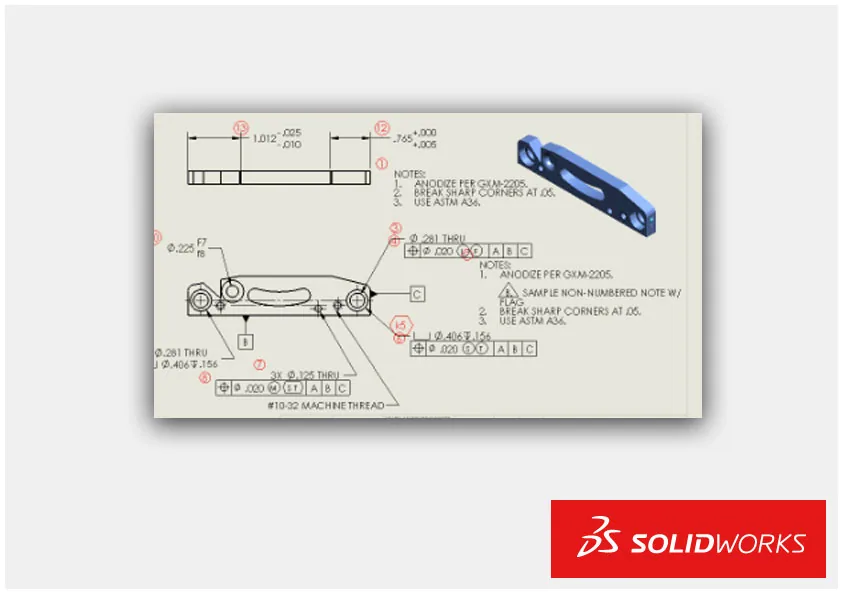 13
1.012 -.025
-.010
12
.765 +.000
+.005
1
NOTES:
1. ANODIZE PER GXM-2205.
2. BREAK SHARP CORNERS AT .05.
3. USE ASTM A36.
3
Ø .281 THRU
Ø .020 A B C
Ø.225 F7
f8
NOTES:
1. ANODIZE PER GXM-2205.
SAMPLE NON-NUMBERED NOTE W/
FLAG
2. BREAK SHARP CORNERS AT .05.
3. USE ASTM A36.
C
B
Ø.406 .156
Ø .020 A B C
Ø.281 THRU
Ø.406 .156
7
3X Ø.125 THRU
Ø .020 M ST A B C
#10-32 MACHINE THREAD
SOLIDWORKS